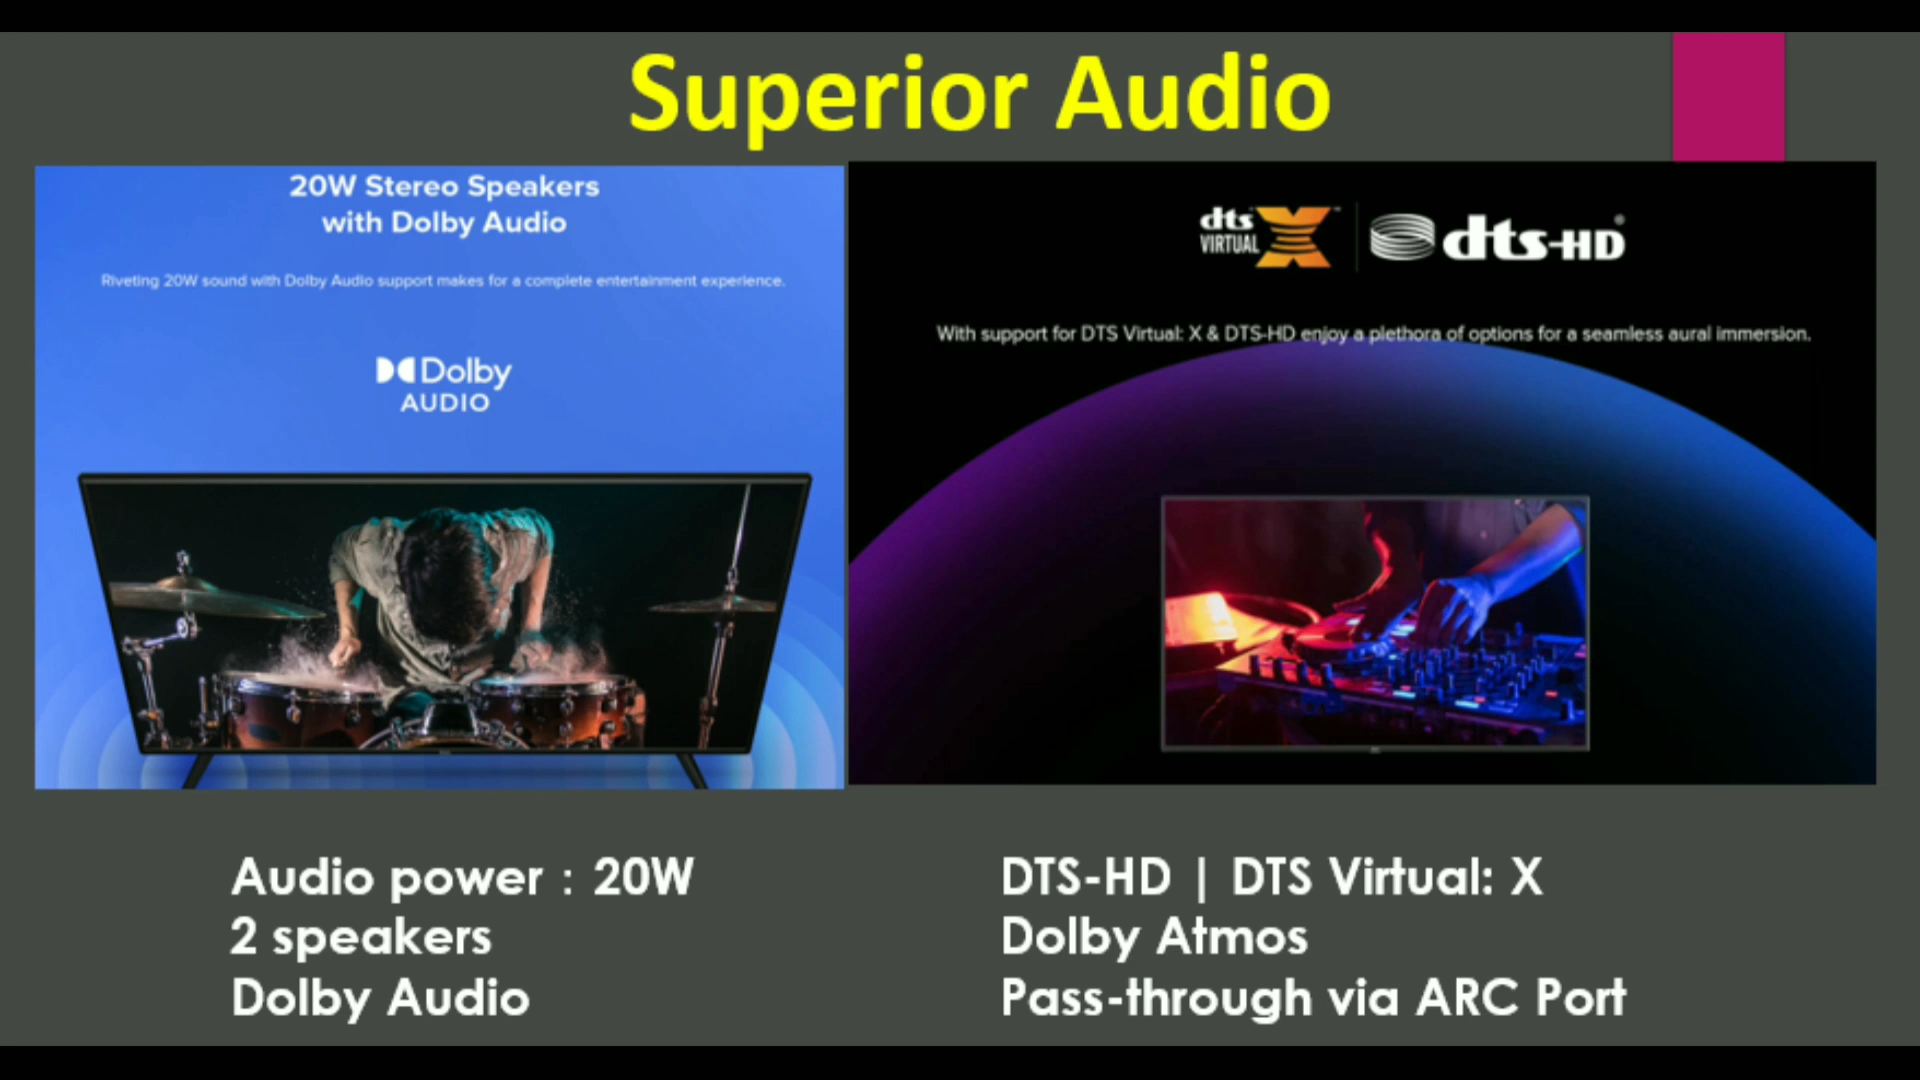 Superior Audio
20W Stereo Speakers
with Dolby Audio
Riveting 20W sound with Dolby Audio support makes for a complete entertainment experience.
Dolby
AUDIO
dts
VIRTUAL X
dts-HD®
With support for DTS Virtual: X & DTS-HD enjoy a plethora of options for a seamless aural immersion.
Audio power : 20W
2 speakers
Dolby Audio
DTS-HD | DTS Virtual: X
Dolby Atmos
Pass-through via ARC Port